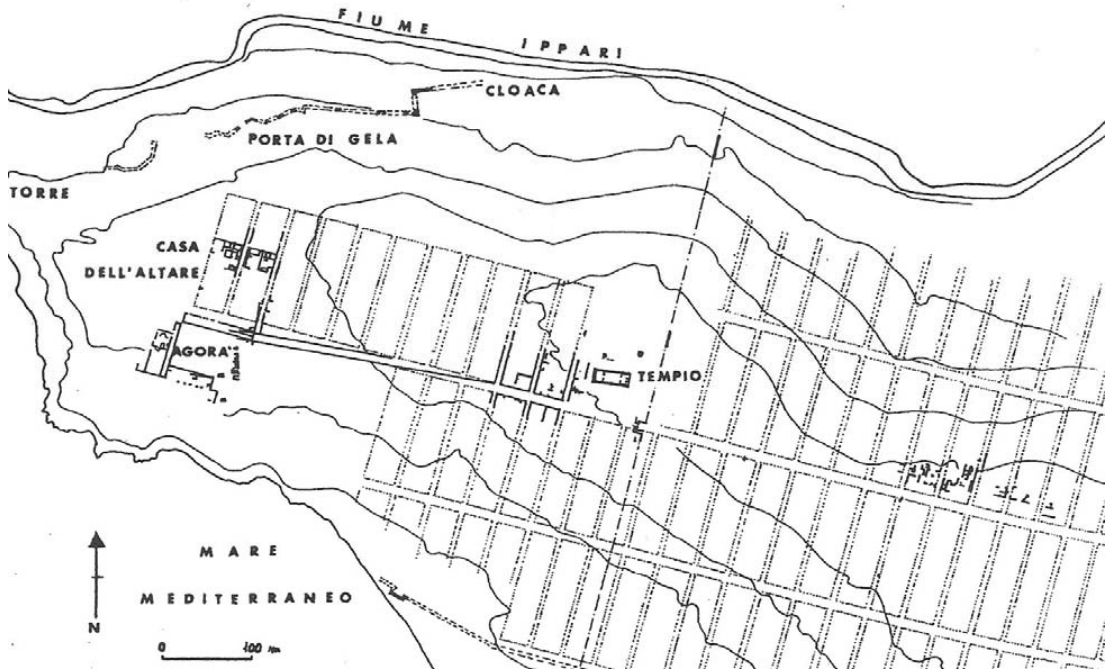 FIUME IPPARI
CLOACA
PORTA DI GELA
TORRE
CASA
DELL'ALTARE
AGORA'
TEMPIO
MARE
MEDITERRANEO
N
0 100 m